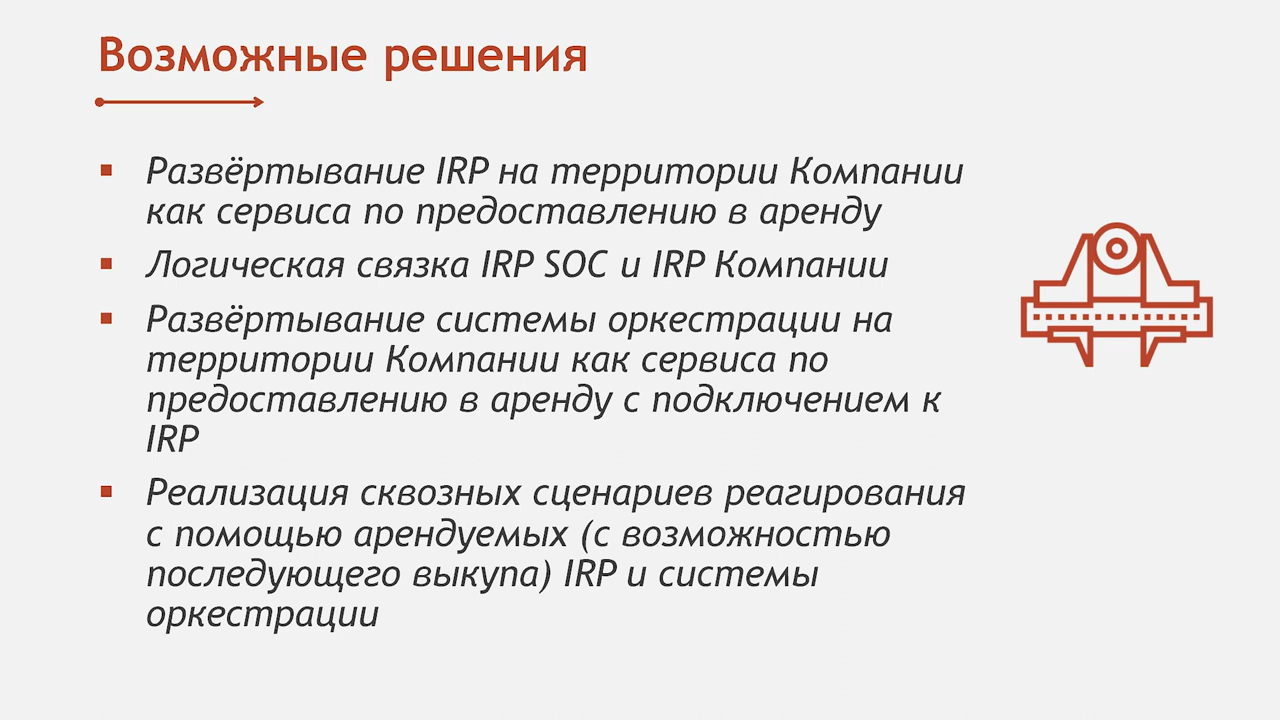 Возможные решения
Развёртывание IRP на территории Компании
как сервиса по предоставлению в аренду
Логическая связка IRP SOC и IRP Компании
Развёртывание системы оркестрации на
территории Компании как сервиса по
предоставлению в аренду с подключением к
IRP
Реализация сквозных сценариев реагирования
с помощью арендуемых (с возможностью
последующего выкупа) IRP и системы
оркестрации